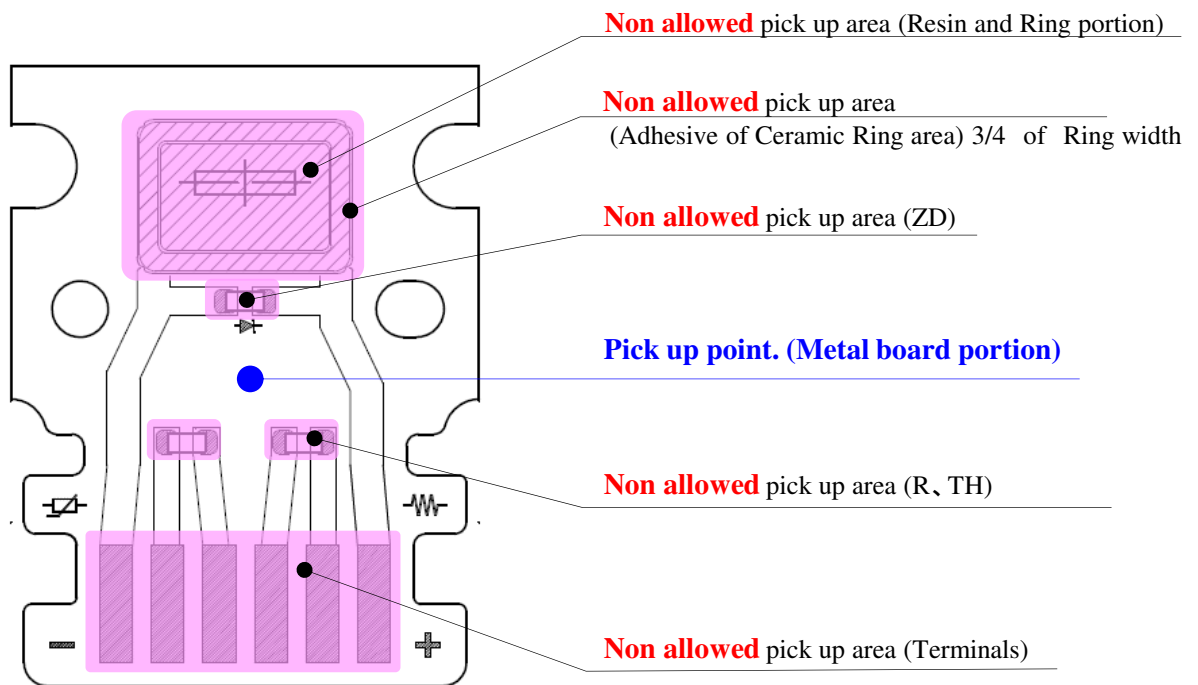 Non allowed pick up area (Resin and Ring portion)
Non allowed pick up area
(Adhesive of Ceramic Ring area) 3/4 of Ring width
Non allowed pick up area (ZD)
Pick up point. (Metal board portion)
Non allowed pick up area (R、TH)
Non allowed pick up area (Terminals)